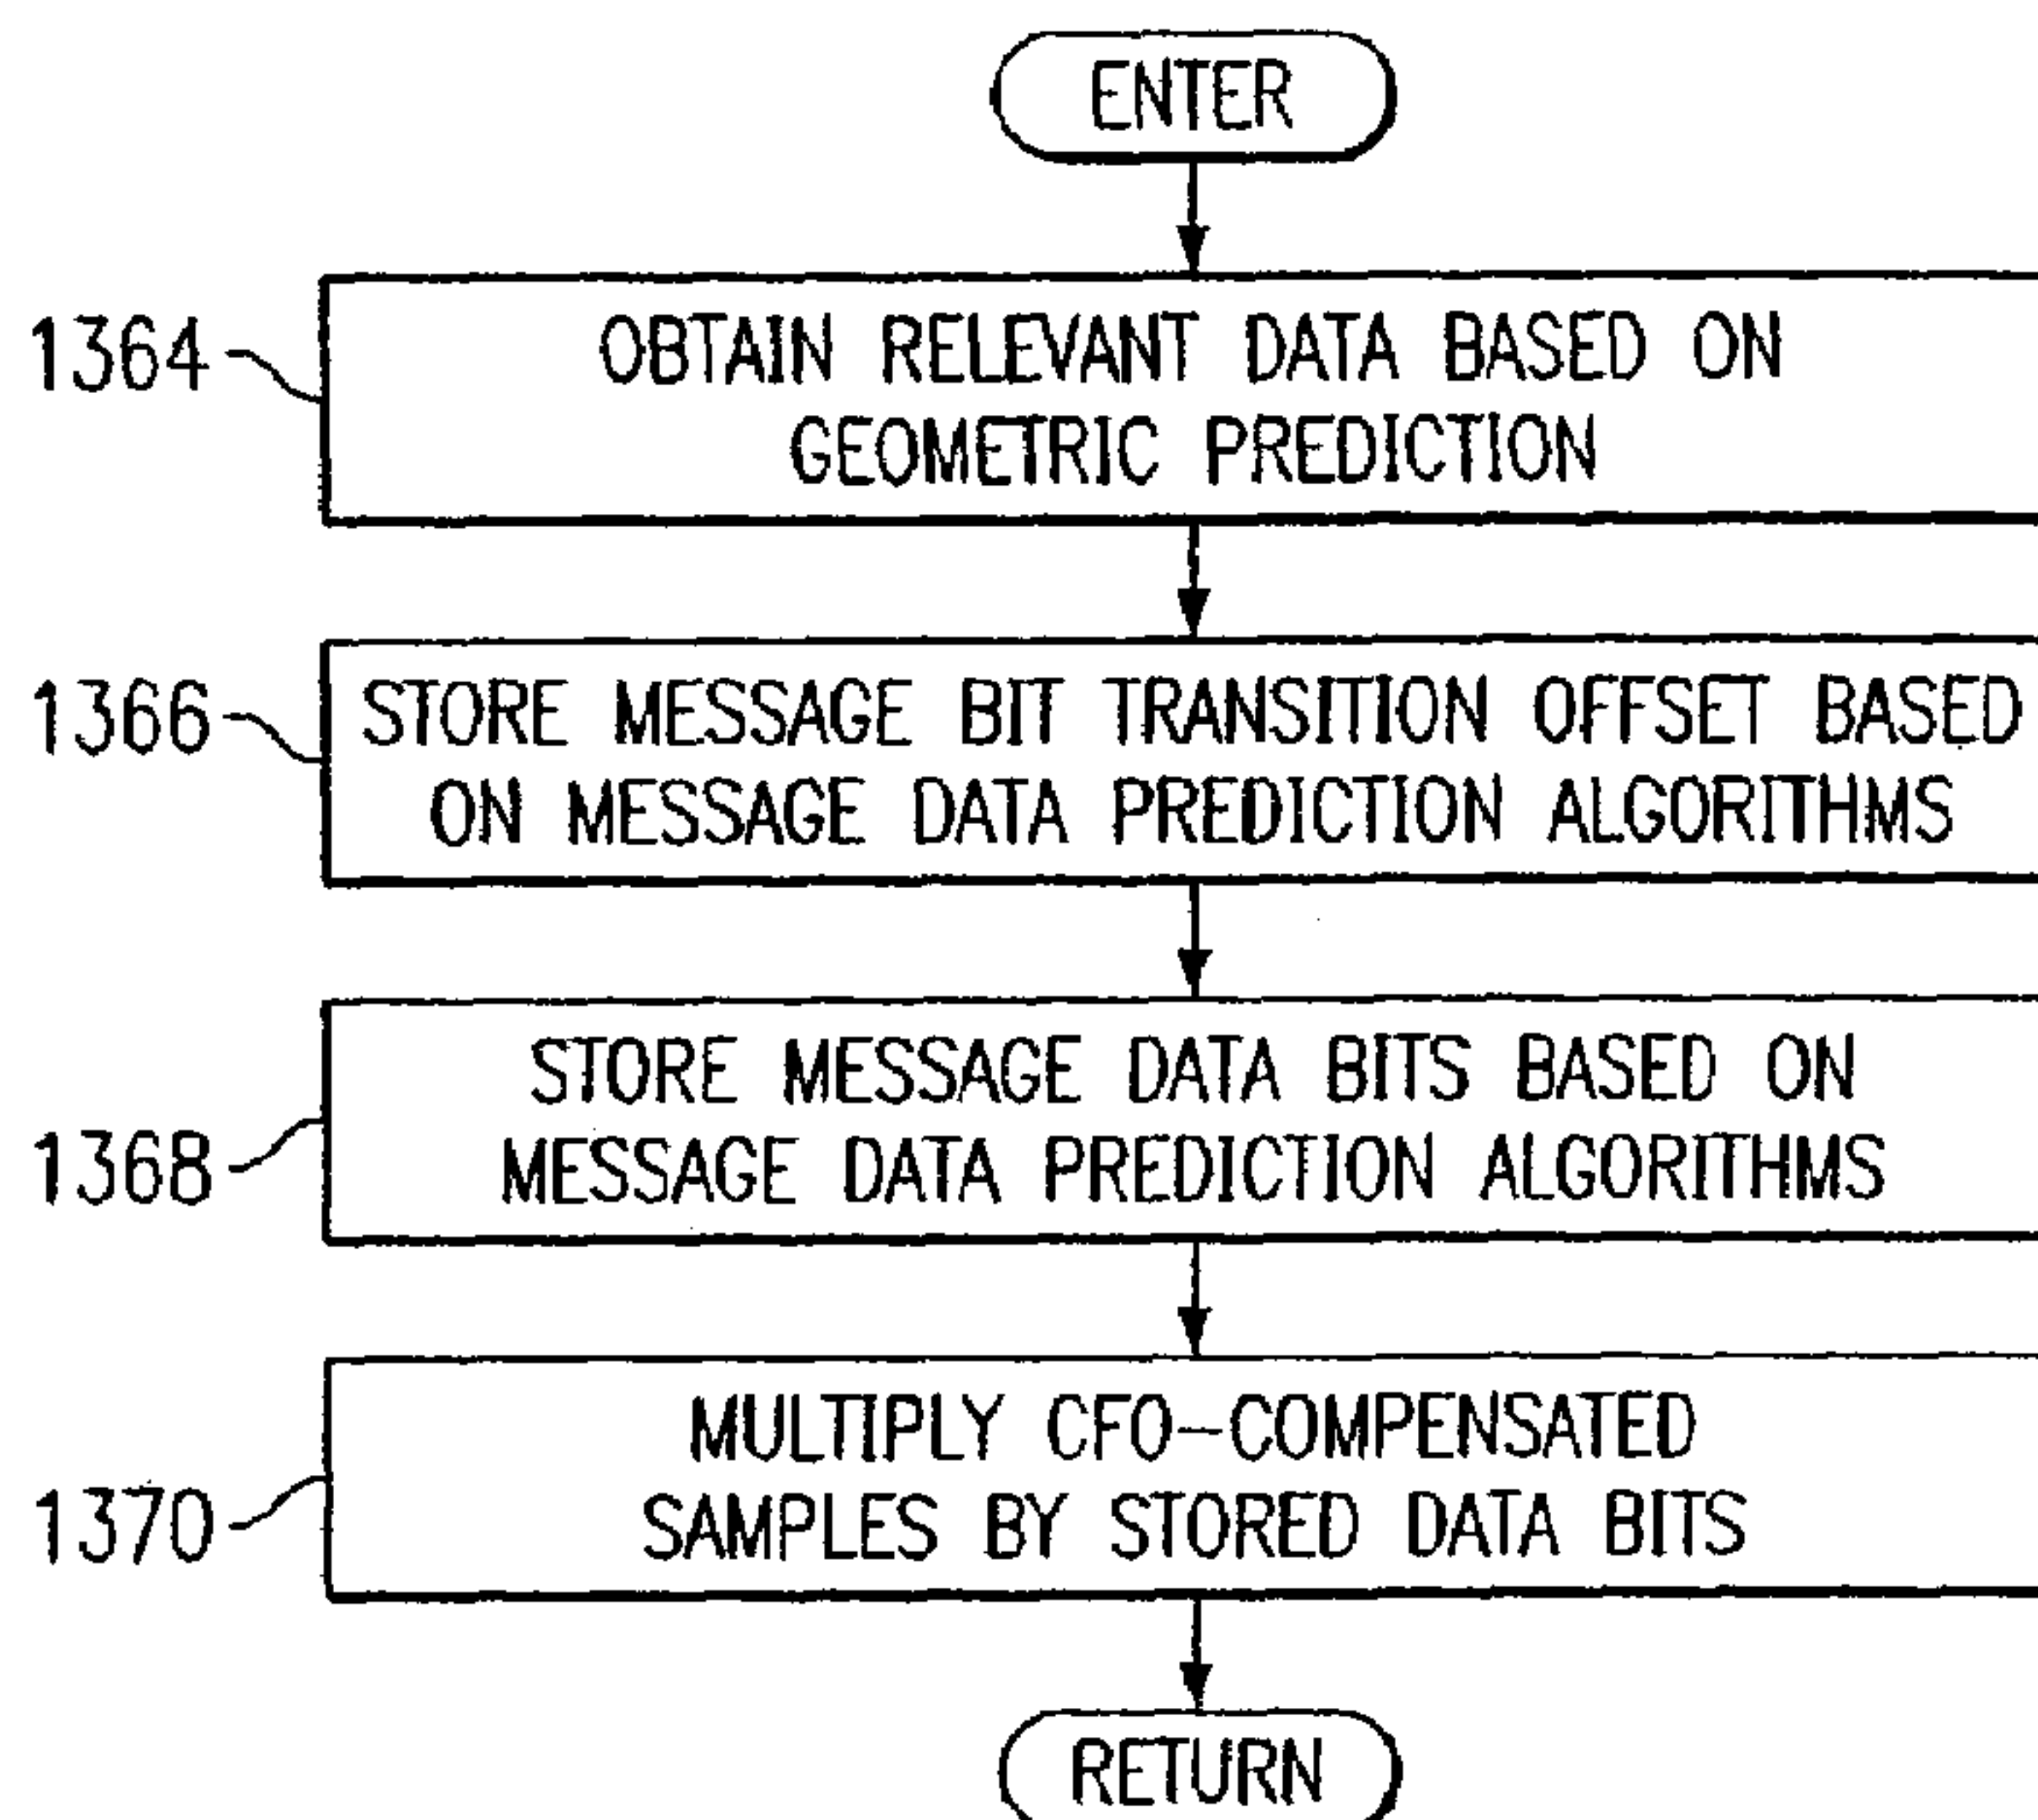 ENTER
1364
OBTAIN RELEVANT DATA BASED ON
GEOMETRIC PREDICTION
1366
STORE MESSAGE BIT TRANSITION OFFSET BASED
ON MESSAGE DATA PREDICTION ALGORITHMS
1368
STORE MESSAGE DATA BITS BASED ON
MESSAGE DATA PREDICTION ALGORITHMS
1370
MULTIPLY CFO-COMPENSATED
SAMPLES BY STORED DATA BITS
RETURN